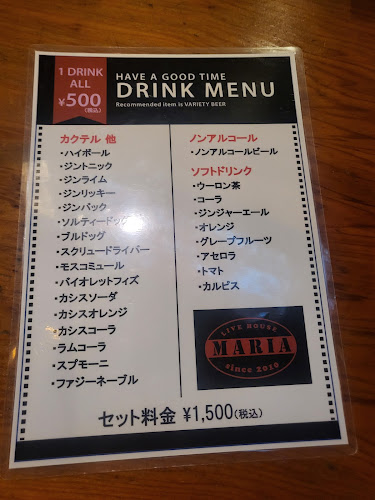 1 DRINK
ALL
¥500
(税込)
HAVE A GOOD TIME
DRINK MENU
Recommended item is VARIETY BEER
カクテル 他
・ハイボール
・ジントニック
・ジンライム
・ジンリッキー
・ジンバック
・ソルティードッグ
・ブルドッグ
・スクリュードライバー
・モスコミュール
・バイオレットフィズ
・カシスソーダ
・カシスオレンジ
・カシスコーラ
・ラムコーラ
・スプモーニ
・ファジーネーブル
ノンアルコール
・ノンアルコールビール
ソフトドリンク
・ウーロン茶
・コーラ
・ジンジャーエール
・オレンジ
・グレープフルーツ
・アセロラ
・トマト
・カルピス
LIVE HOUSE
MARIA
since 2010
セット料金 ¥1,500(税込)